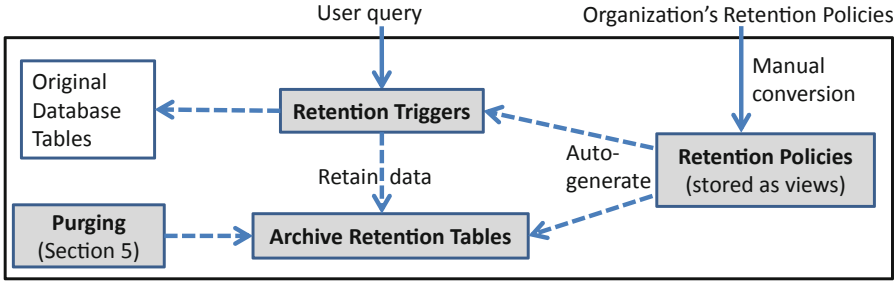 User query
Organization's Retention Policies
Original
Database
Tables
Retention Triggers
Manual
conversion
Auto-
generate
Retention Policies
(stored as views)
Retain data
Purging
(Section 5)
Archive Retention Tables